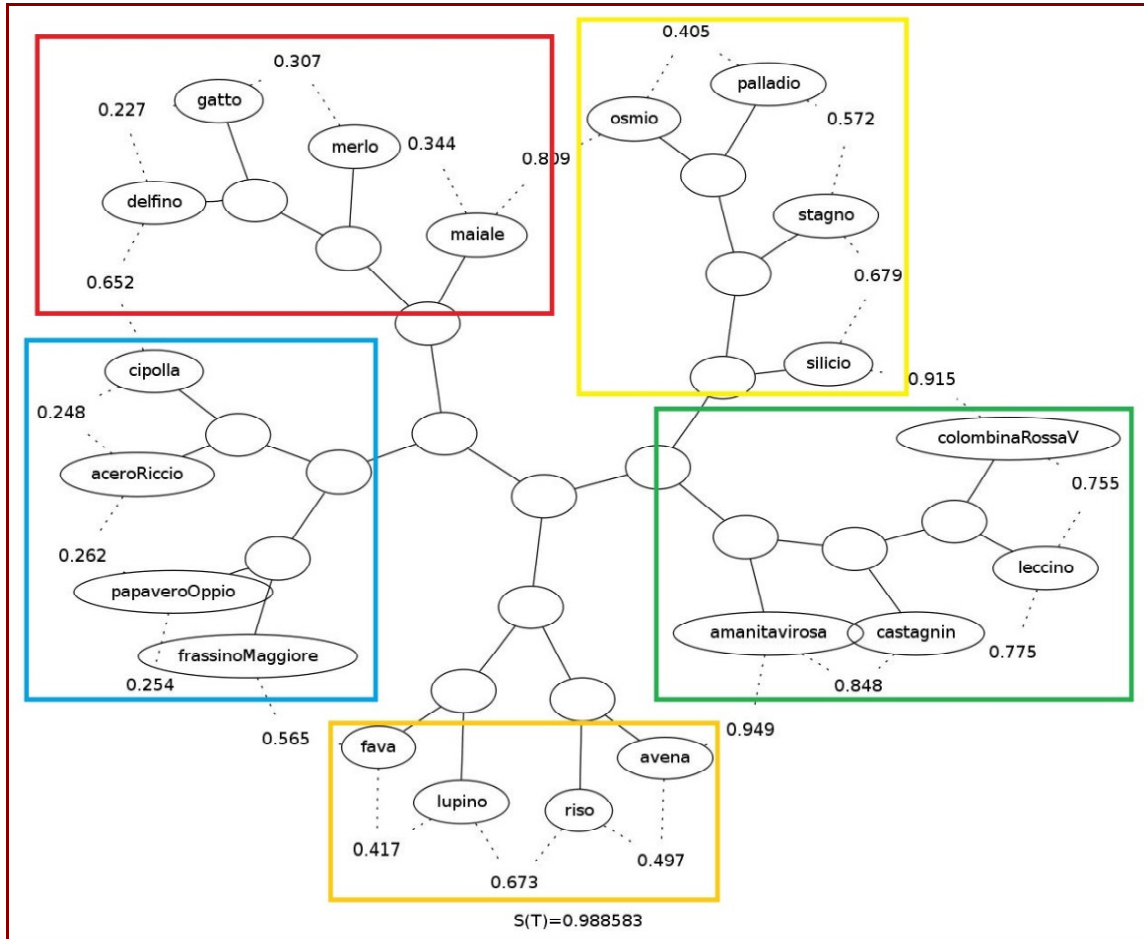 0.405
0.307
palladio
gatto
0.227
osmio
0.572
merlo
0.344
0.809
delfino
stagno
maiale
0.679
0.652
silicio
cipolla
0.915
0.248
colombinaRossaV
aceroRiccio
0.755
0.262
leccino
papaveroOppio
amanitavirosa
castagnin
frassinoMaggiore
0.775
0.254
0.848
0.565
0.949
fava
avena
lupino
riso
0.417
0.497
0.673
S(T)=0.988583